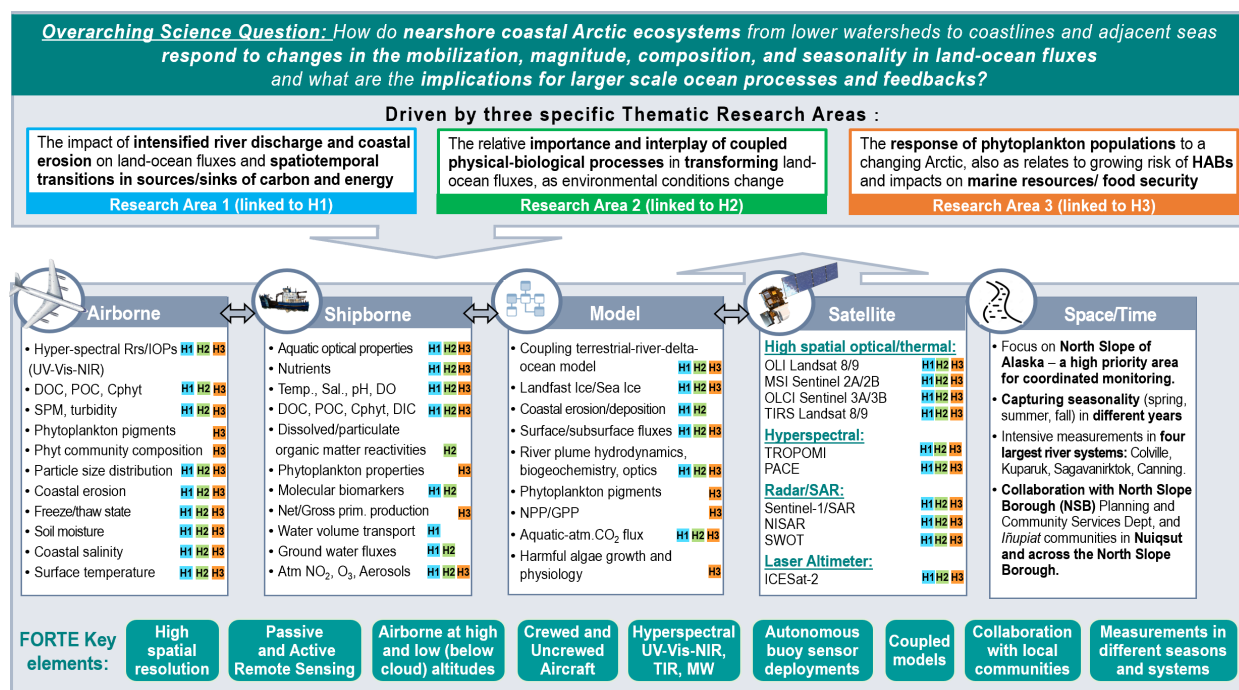 Overarching Science Question: How do nearshore coastal Arctic ecosystems from lower watersheds to coastlines and adjacent seas
respond to changes in the mobilization, magnitude, composition, and seasonality in land-ocean fluxes
and what are the implications for larger scale ocean processes and feedbacks?
Driven by three specific Thematic Research Areas :
The impact of intensified river discharge and coastal
erosion on land-ocean fluxes and spatiotemporal
transitions in sources/sinks of carbon and energy
Research Area 1 (linked to H1)
The relative importance and interplay of coupled
physical-biological processes in transforming land-
ocean fluxes, as environmental conditions change
Research Area 2 (linked to H2)
The response of phytoplankton populations to a
changing Arctic, also as relates to growing risk of HABs
and impacts on marine resources/ food security
Research Area 3 (linked to H3)
Airborne
• Hyper-spectral Rrs/IOPs H1 H2 H3
(UV-Vis-NIR)
• DOC, POC, Cphyt H1 H2 H3
• SPM, turbidity H1 H2 H3
• Phytoplankton pigments H3
• Phyt community composition H3
• Particle size distribution H1 H2 H3
• Coastal erosion H1 H2 H3
• Freeze/thaw state H1 H2 H3
• Soil moisture H1 H2 H3
• Coastal salinity H1 H2 H3
• Surface temperature H1 H2 H3
Shipborne
• Aquatic optical properties H1 H2 H3
• Nutrients H1 H2 H3
• Temp., Sal., pH, DO H1 H2 H3
• DOC, POC, Cphyt, DIC H1 H2 H3
• Dissolved/particulate
organic matter reactivities H2
• Phytoplankton properties H3
• Molecular biomarkers H1 H2
• Net/Gross prim. production H3
• Water volume transport H1
• Ground water fluxes H1 H2
• Atm NO2, O3, Aerosols H1 H2 H3
Model
• Coupling terrestrial-river-delta-
ocean model H1 H2 H3
• Landfast Ice/Sea Ice H1 H2 H3
• Coastal erosion/deposition H1 H2
• Surface/subsurface fluxes H1 H2 H3
• River plume hydrodynamics,
biogeochemistry, optics H1 H2 H3
• Phytoplankton pigments H3
• NPP/GPP H3
• Aquatic-atm.CO2 flux H1 H2 H3
• Harmful algae growth and
physiology H3
Satellite
High spatial optical/thermal:
OLI Landsat 8/9 H1 H2 H3
MSI Sentinel 2A/2B H1 H2 H3
OLCI Sentinel 3A/3B H1 H2 H3
TIRS Landsat 8/9 H1 H2 H3
Hyperspectral:
TROPOMI H1 H2 H3
PACE H1 H2 H3
Radar/SAR:
Sentinel-1/SAR H1 H2 H3
NISAR H1 H2 H3
SWOT H1 H2 H3
Laser Altimeter:
ICESat-2 H1 H2 H3
Space/Time
• Focus on North Slope of
Alaska – a high priority area
for coordinated monitoring.
• Capturing seasonality (spring,
summer, fall) in different years
• Intensive measurements in four
largest river systems: Colville,
Kuparuk, Sagavanirktok, Canning.
• Collaboration with North Slope
Borough (NSB) Planning and
Community Services Dept, and
Iñupiat communities in Nuiqsut
and across the North Slope
Borough.
FORTE Key
elements:
High
spatial
resolution
Passive
and Active
Remote Sensing
Airborne at high
and low (below
cloud) altitudes
Crewed and
Uncrewed
Aircraft
Hyperspectral
UV-Vis-NIR,
TIR, MW
Autonomous
buoy sensor
deployments
Coupled
models
Collaboration
with local
communities
Measurements in
different seasons
and systems